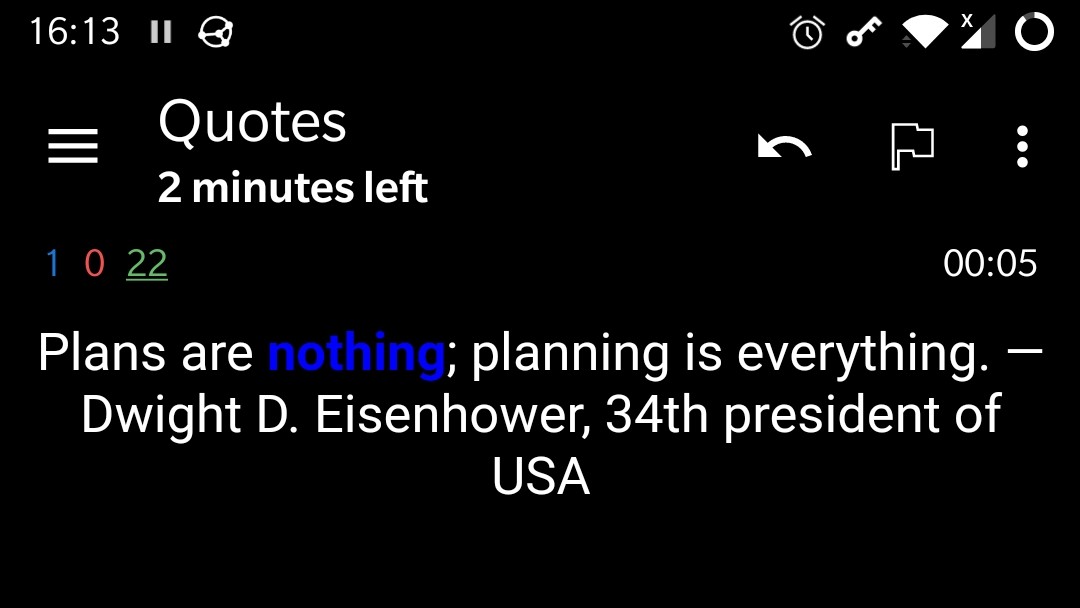 16:13
X
Quotes
2 minutes left
1 0 22
00:05
Plans are nothing; planning is everything. —
Dwight D. Eisenhower, 34th president of
USA